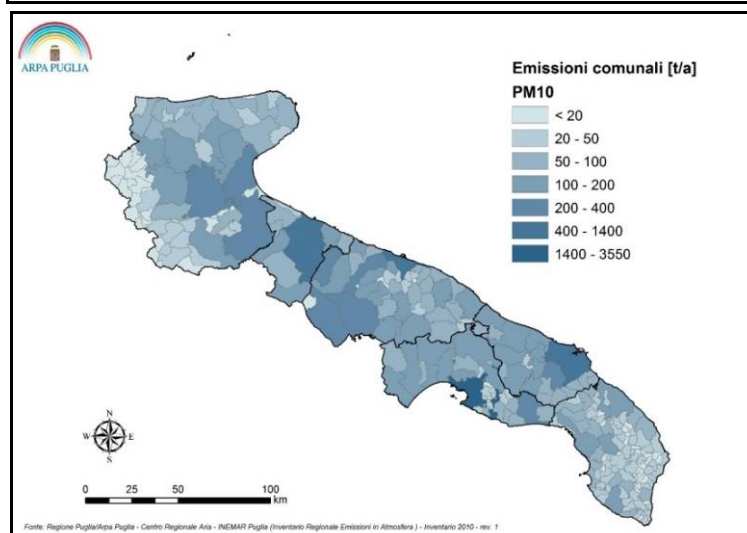 ARPA PUGLIA
Emissioni comunali [t/a]
PM10
< 20
20 - 50
50 - 100
100 - 200
200 - 400
400 - 1400
1400 - 3550
N
W E
S
0 25 50 100
km
Fonte: Regione Puglia/Arpa Puglia - Centro Regionale Aria - INEMAR Puglia (Inventario Regionale Emissioni in Atmosfera ) - Inventario 2010 - rev. 1